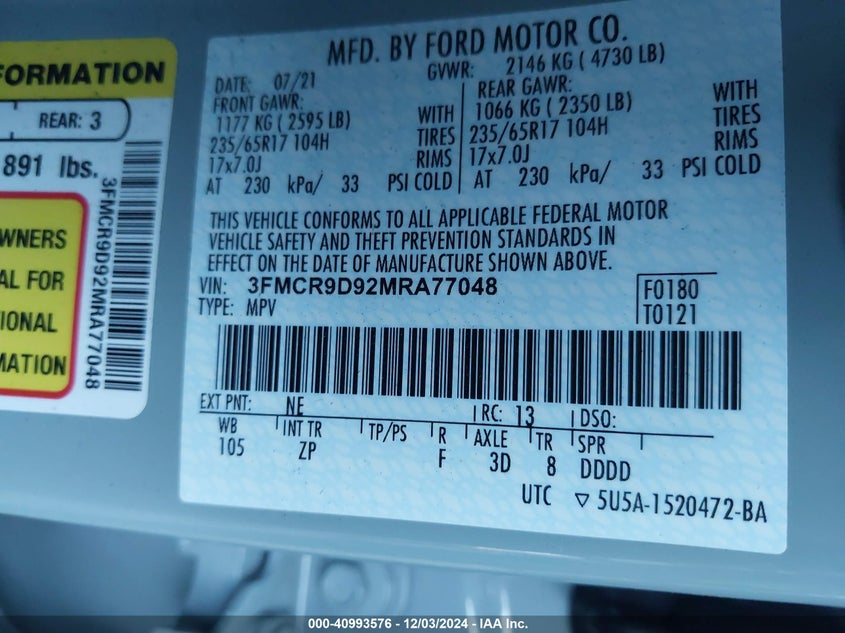 FORMATION
REAR: 3
891 lbs.
3FMCR9D92MRA77048
WNERS
AL FOR
TIONAL
MATION
MFD. BY FORD MOTOR CO.
DATE: 07/21 GVWR: 2146 KG ( 4730 LB)
FRONT GAWR: REAR GAWR:
1177 KG ( 2595 LB) WITH 1066 KG ( 2350 LB) WITH
235/65R17 104H TIRES 235/65R17 104H TIRES
17x7.0J RIMS 17x7.0J RIMS
AT 230 kPa/ 33 PSI COLD AT 230 kPa/ 33 PSI COLD
THIS VEHICLE CONFORMS TO ALL APPLICABLE FEDERAL MOTOR
VEHICLE SAFETY AND THEFT PREVENTION STANDARDS IN
EFFECT ON THE DATE OF MANUFACTURE SHOWN ABOVE.
VIN: 3FMCR9D92MRA77048 F0180
TYPE: MPV T0121
EXT PNT: NE RC: 13 DSO:
WB INT TR TP/PS R AXLE TR SPR
105 ZP F 3D 8 DDDD
UTC ▽ 5U5A-1520472-BA
000-40993576 - 12/03/2024 - IAA Inc.